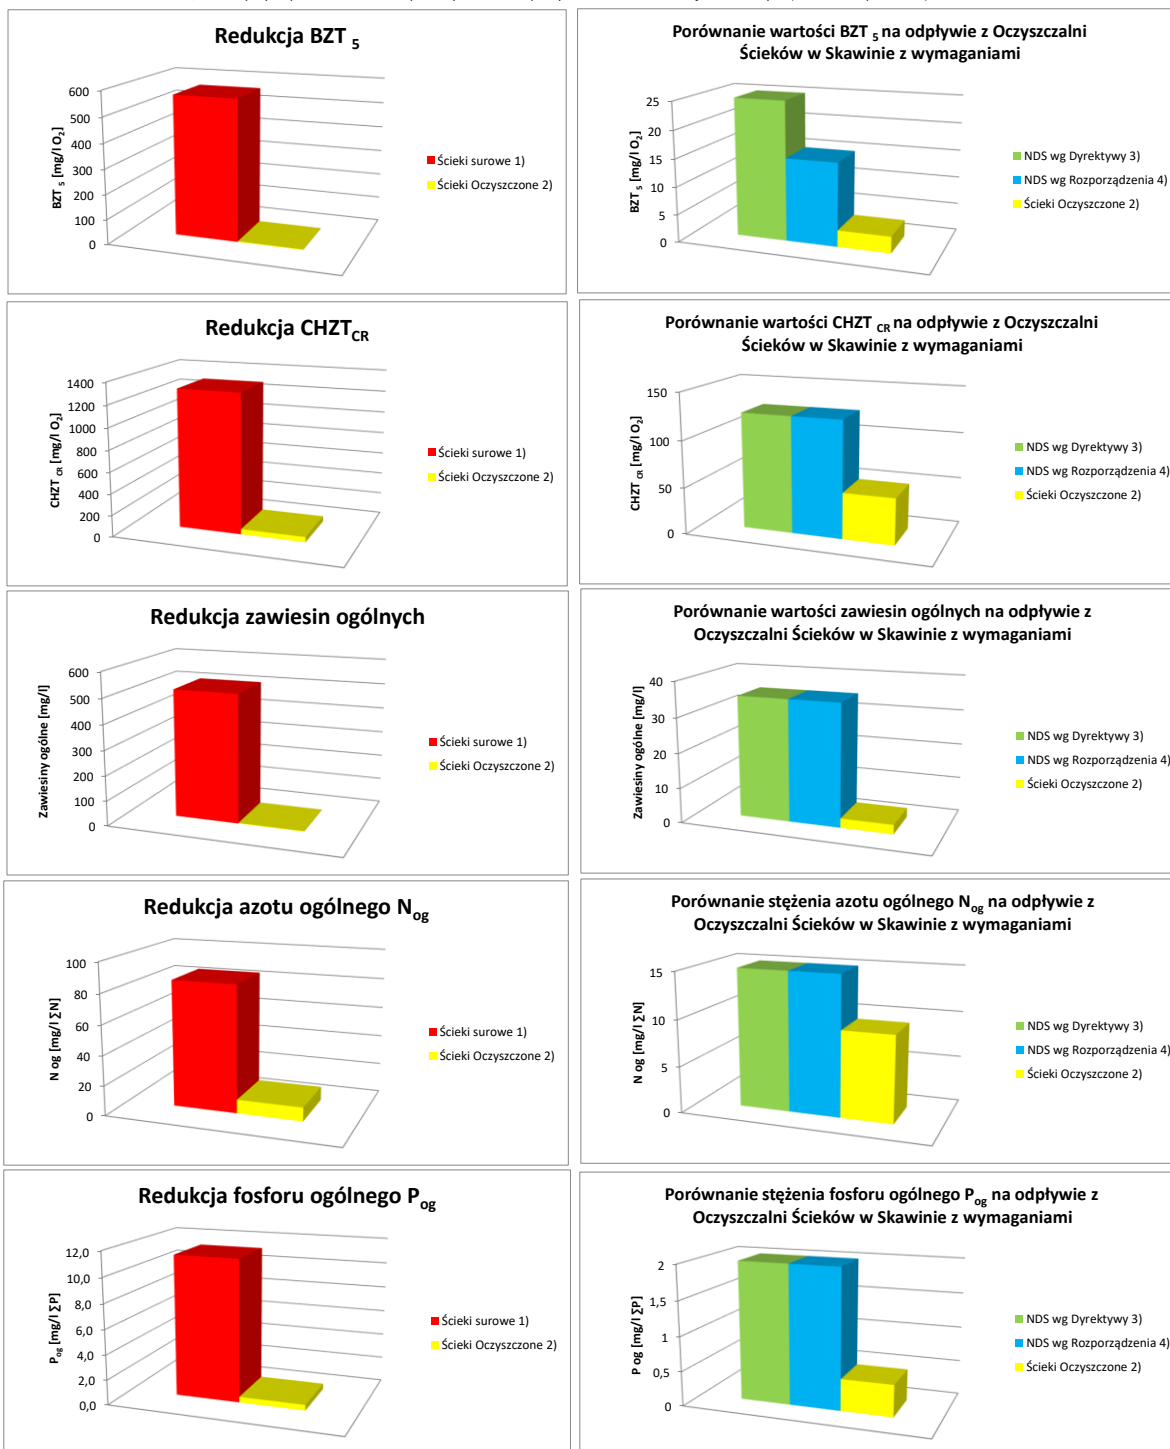 Redukcja BZT 5
600
500
400
300
200
100
0
BZT 5 [mg/l O2]
Ścieki surowe 1)
Ścieki Oczyszczone 2)
Porównanie wartości BZT 5 na odpływie z Oczyszczalni
Ścieków w Skawinie z wymaganiami
25
20
15
10
5
0
BZT 5 [mg/l O2]
NDS wg Dyrektywy 3)
NDS wg Rozporządzenia 4)
Ścieki Oczyszczone 2)
Redukcja CHZTCR
1400
1200
1000
800
600
400
200
0
CHZT CR [mg/l O2]
Ścieki surowe 1)
Ścieki Oczyszczone 2)
Porównanie wartości CHZT CR na odpływie z Oczyszczalni
Ścieków w Skawinie z wymaganiami
150
100
50
0
CHZT CR [mg/l O2]
NDS wg Dyrektywy 3)
NDS wg Rozporządzenia 4)
Ścieki Oczyszczone 2)
Redukcja zawiesin ogólnych
600
500
400
300
200
100
0
Zawiesiny ogólne [mg/l]
Ścieki surowe 1)
Ścieki Oczyszczone 2)
Porównanie wartości zawiesin ogólnych na odpływie z
Oczyszczalni Ścieków w Skawinie z wymaganiami
40
30
20
10
0
Zawiesiny ogólne [mg/l]
NDS wg Dyrektywy 3)
NDS wg Rozporządzenia 4)
Ścieki Oczyszczone 2)
Redukcja azotu ogólnego Nog
100
80
60
40
20
0
N og [mg/l ΣN]
Ścieki surowe 1)
Ścieki Oczyszczone 2)
Porównanie stężenia azotu ogólnego Nog na odpływie z
Oczyszczalni Ścieków w Skawinie z wymaganiami
15
10
5
0
N og [mg/l ΣN]
NDS wg Dyrektywy 3)
NDS wg Rozporządzenia 4)
Ścieki Oczyszczone 2)
Redukcja fosforu ogólnego Pog
12,0
10,0
8,0
6,0
4,0
2,0
0,0
Pog [mg/l ΣP]
Ścieki surowe 1)
Ścieki Oczyszczone 2)
Porównanie stężenia fosforu ogólnego Pog na odpływie z
Oczyszczalni Ścieków w Skawinie z wymaganiami
2
1,5
1
0,5
0
P og [mg/l ΣP]
NDS wg Dyrektywy 3)
NDS wg Rozporządzenia 4)
Ścieki Oczyszczone 2)